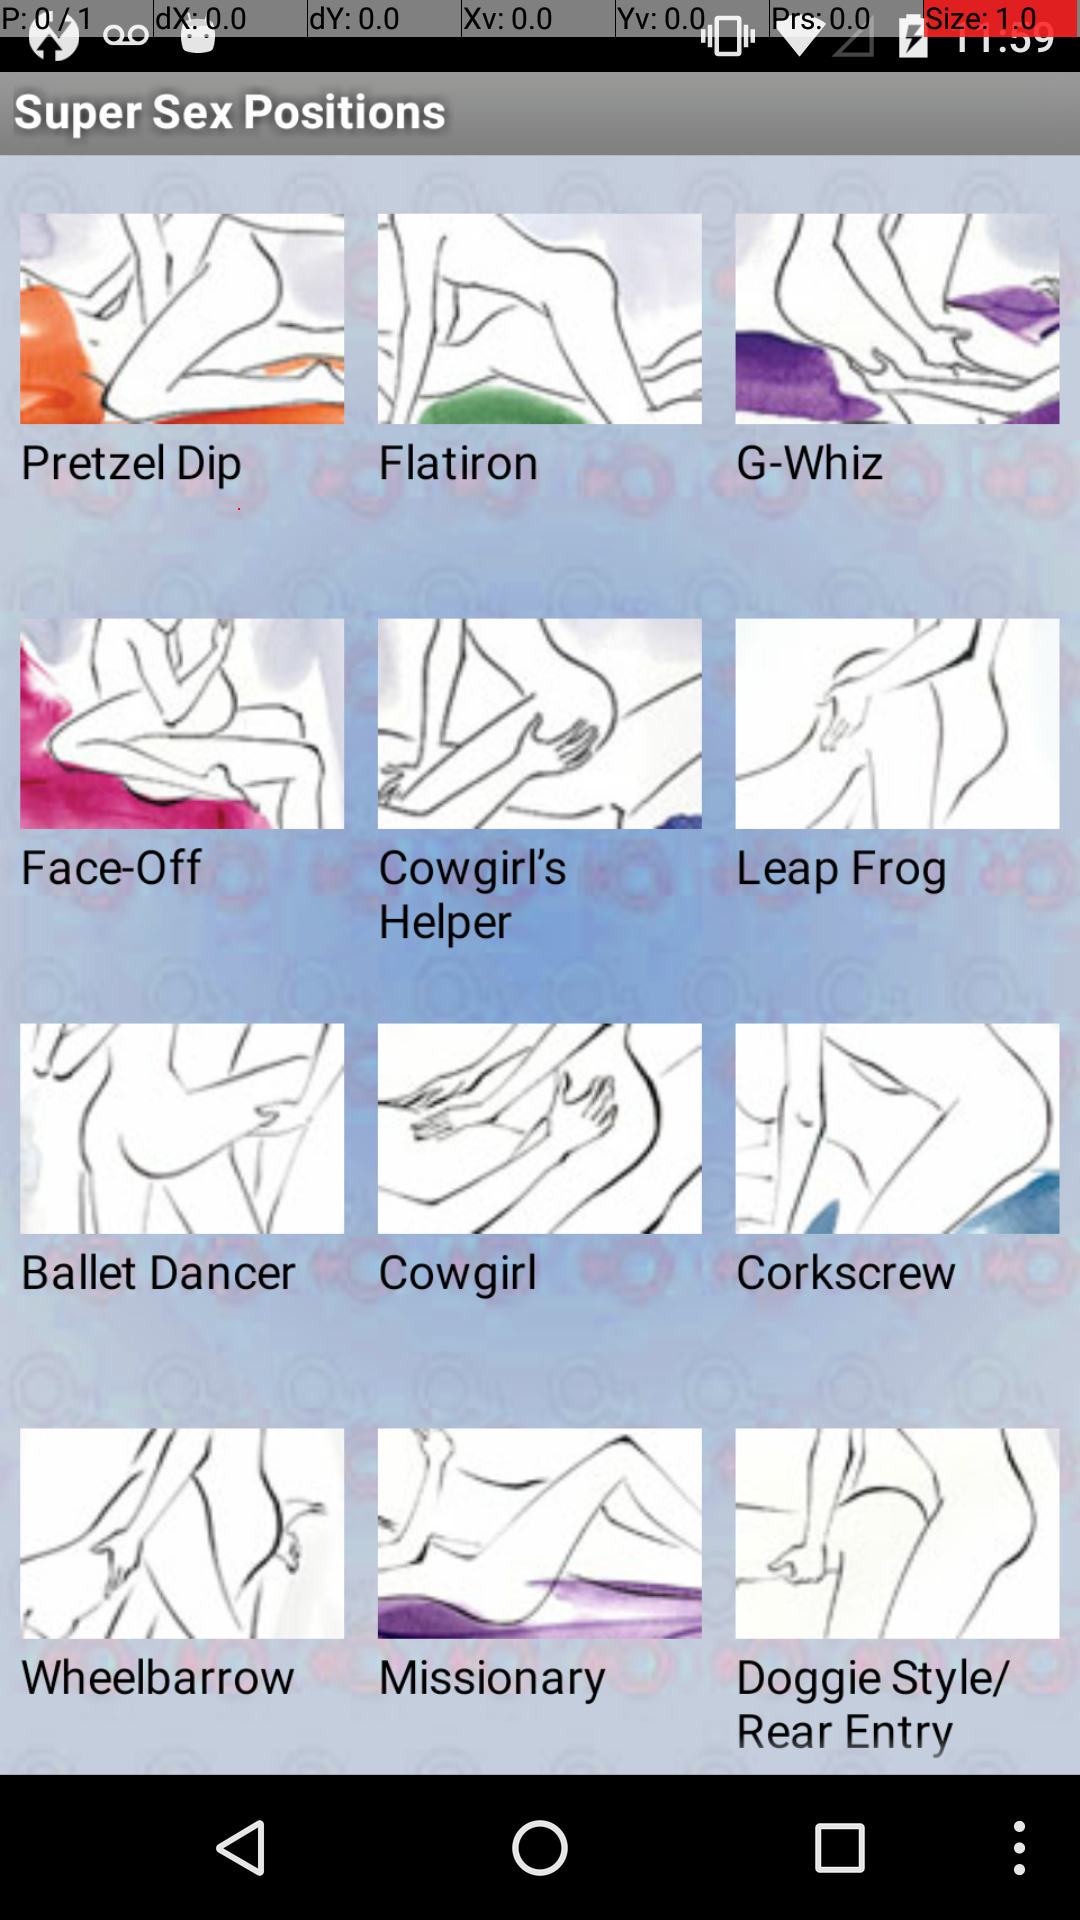 P: 0 / 1 dX: 0.0 dY: 0.0 Xv: 0.0 Yv: 0.0 Prs: 0.0 Size: 1.0
11:59
Super Sex Positions
Pretzel Dip Flatiron G-Whiz
Face-Off Cowgirl’s Leap Frog
Helper
Ballet Dancer Cowgirl Corkscrew
Wheelbarrow Missionary Doggie Style/
Rear Entry